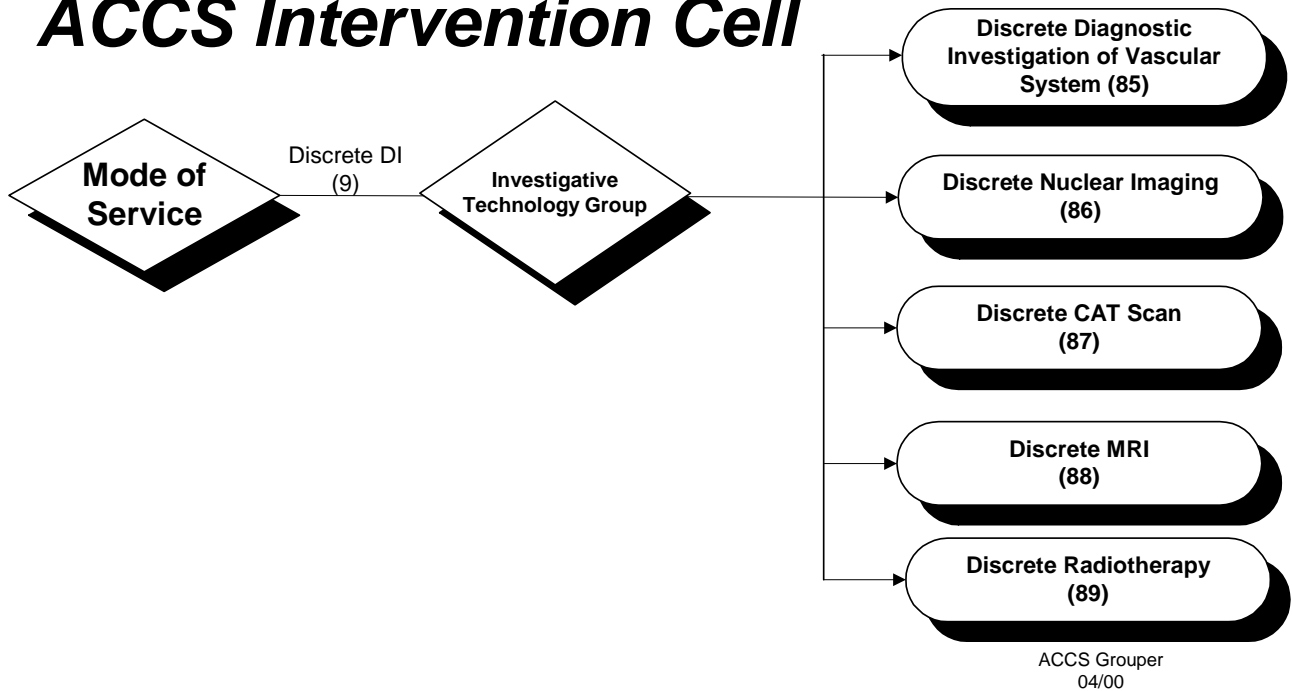 ACCS Intervention Cell
Mode of
Service
Discrete DI
(9)
Investigative
Technology Group
Discrete Diagnostic
Investigation of Vascular
System (85)
Discrete Nuclear Imaging
(86)
Discrete CAT Scan
(87)
Discrete MRI
(88)
Discrete Radiotherapy
(89)
ACCS Grouper
04/00